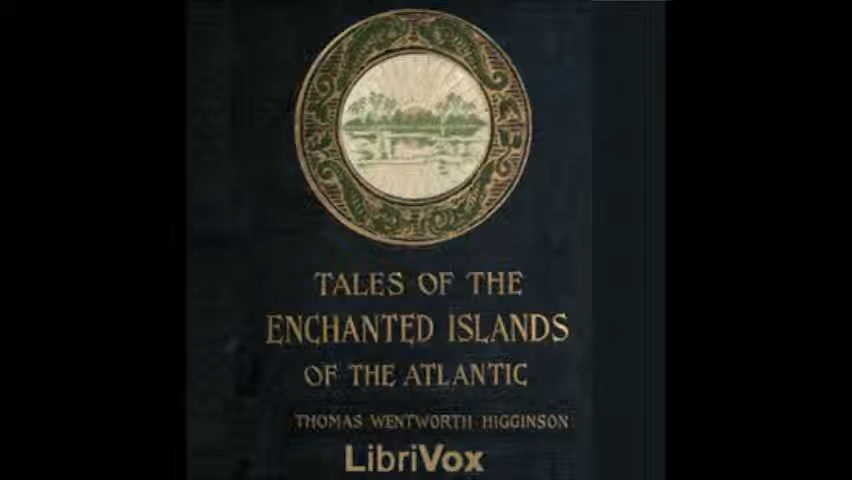 TALES OF THE
ENCHANTED ISLANDS
OF THE ATLANTIC
THOMAS WENTWORTH HIGGINSON
LibriVox